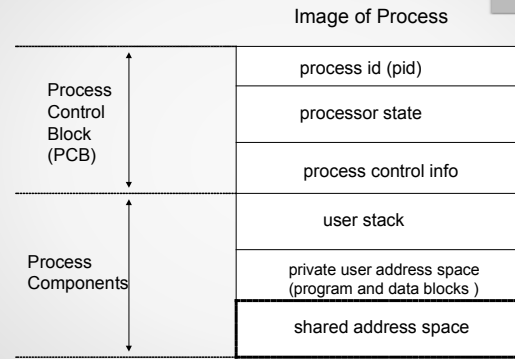 Image of Process
process id (pid)
Process
Control
Block
(PCB)
processor state
process control info
user stack
Process
Components
private user address space
(program and data blocks )
shared address space